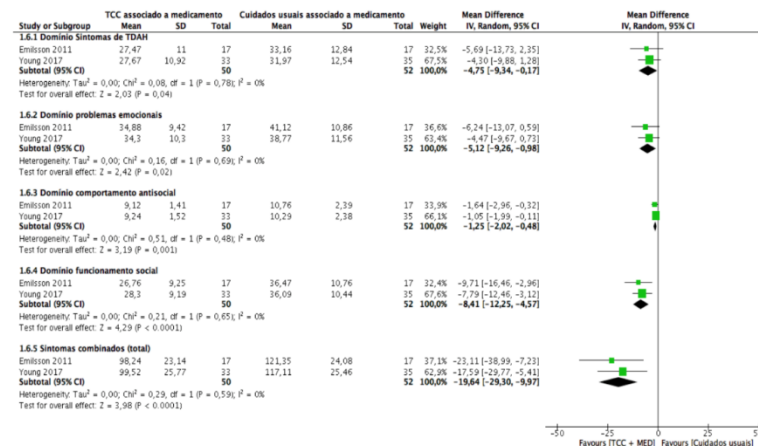 TCC associado a medicamento Cuidados usuais associado a medicamento Mean Difference Mean Difference
Study or Subgroup Mean SD Total Mean SD Total Weight IV, Random, 95% CI IV, Random, 95% CI
1.6.1 Domínio Sintomas de TDAH
Emilsson 2011 27,47 11 17 33,16 12,84 17 32,5% -5,69 [-13,73, 2,35]
Young 2017 27,67 10,92 33 31,97 12,54 35 67,5% -4,30 [-9,88, 1,28]
Subtotal (95% CI) 50 52 100,0% -4,75 [-9,34, -0,17]
Heterogeneity: Tau² = 0,00; Chi² = 0,08, df = 1 (P = 0,78); I² = 0%
Test for overall effect: Z = 2,03 (P = 0,04)
1.6.2 Domínio problemas emocionais
Emilsson 2011 34,88 9,42 17 41,12 10,86 17 36,6% -6,24 [-13,07, 0,59]
Young 2017 34,3 10,3 33 38,77 11,56 35 63,4% -4,47 [-9,67, 0,73]
Subtotal (95% CI) 50 52 100,0% -5,12 [-9,26, -0,98]
Heterogeneity: Tau² = 0,00; Chi² = 0,16, df = 1 (P = 0,69); I² = 0%
Test for overall effect: Z = 2,42 (P = 0,02)
1.6.3 Domínio comportamento antisocial
Emilsson 2011 9,12 1,41 17 10,76 2,39 17 33,9% -1,64 [-2,96, -0,32]
Young 2017 9,24 1,52 33 10,29 2,38 35 66,1% -1,05 [-1,99, -0,11]
Subtotal (95% CI) 50 52 100,0% -1,25 [-2,02, -0,48]
Heterogeneity: Tau² = 0,00; Chi² = 0,51, df = 1 (P = 0,48); I² = 0%
Test for overall effect: Z = 3,19 (P = 0,001)
1.6.4 Domínio funcionamento social
Emilsson 2011 26,76 9,25 17 36,47 10,76 17 32,4% -9,71 [-16,46, -2,96]
Young 2017 28,3 9,19 33 36,09 10,44 35 67,6% -7,79 [-12,46, -3,12]
Subtotal (95% CI) 50 52 100,0% -8,41 [-12,25, -4,57]
Heterogeneity: Tau² = 0,00; Chi² = 0,21, df = 1 (P = 0,65); I² = 0%
Test for overall effect: Z = 4,29 (P < 0.0001)
1.6.5 Sintomas combinados (total)
Emilsson 2011 98,24 23,14 17 121,35 24,08 17 37,1% -23,11 [-38,99, -7,23]
Young 2017 99,52 25,77 33 117,11 25,46 35 62,9% -17,59 [-29,77, -5,41]
Subtotal (95% CI) 50 52 100,0% -19,64 [-29,30, -9,97]
Heterogeneity: Tau² = 0,00; Chi² = 0,29, df = 1 (P = 0,59); I² = 0%
Test for overall effect: Z = 3,98 (P < 0.0001)
-50 -25 0 25
Favours [TCC + MED] Favours [Cuidados usuais]